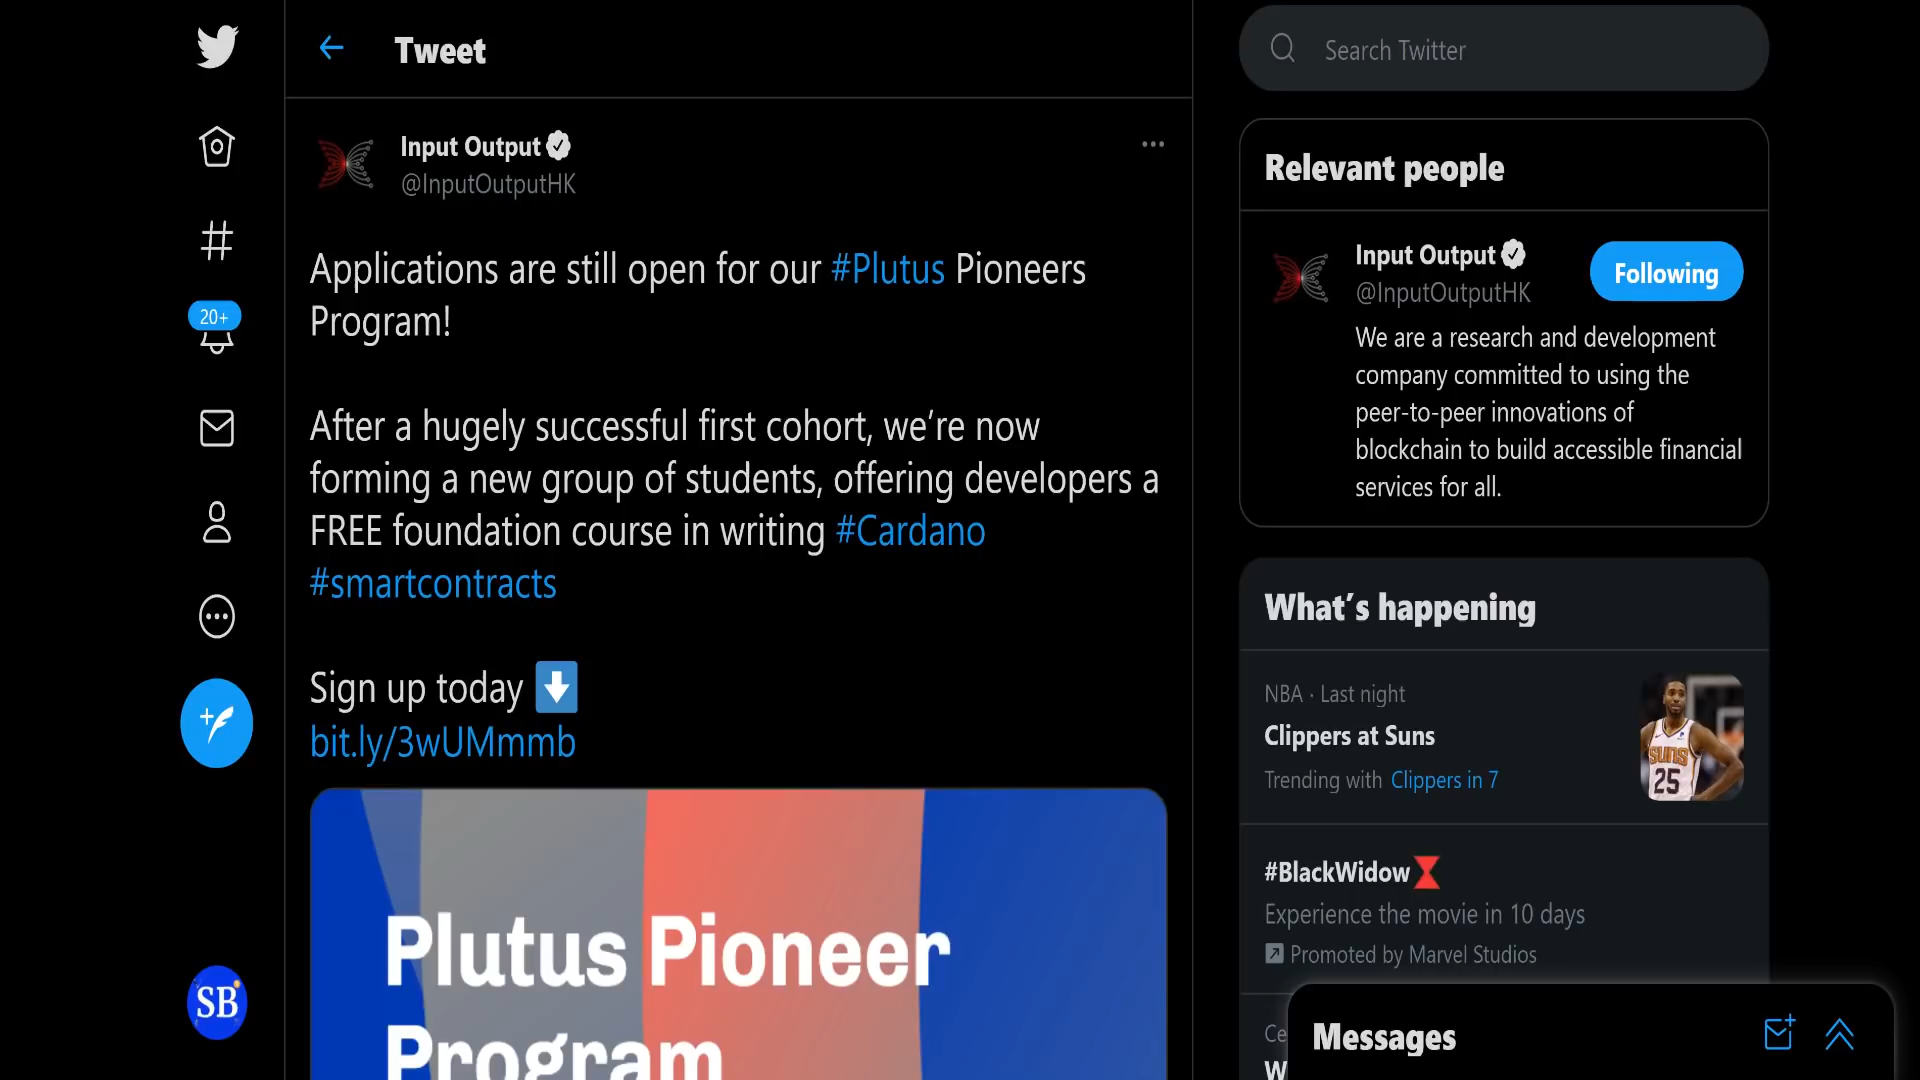 Tweet
Search Twitter
Input Output
@InputOutputHK
Applications are still open for our #Plutus Pioneers
Program!
After a hugely successful first cohort, we're now
forming a new group of students, offering developers a
FREE foundation course in writing #Cardano
#smartcontracts
Sign up today
bit.ly/3wUMmmb
Plutus Pioneer
Program
20+
SB
Relevant people
Input Output
@InputOutputHK
Following
We are a research and development
company committed to using the
peer-to-peer innovations of
blockchain to build accessible financial
services for all.
What's happening
NBA · Last night
Clippers at Suns
Trending with Clippers in 7
SUNS
25
#BlackWidow
Experience the movie in 10 days
Promoted by Marvel Studios
Ce
W
Messages